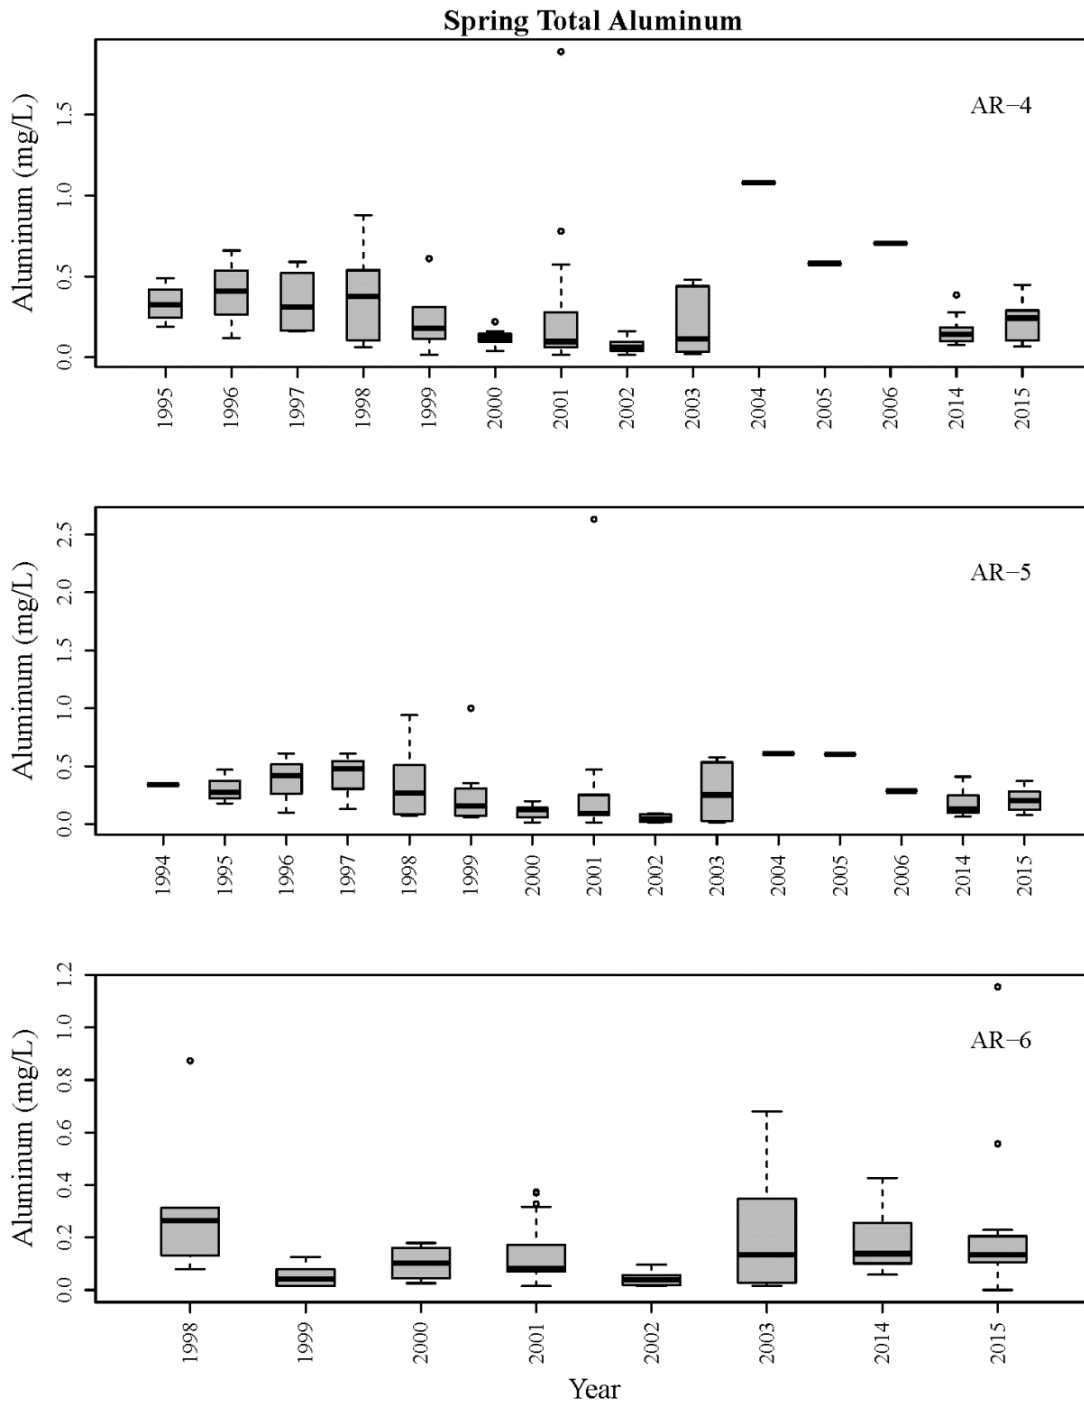 Spring Total Aluminum
Aluminum (mg/L)
0.0 0.5 1.0 1.5
AR−4
1995 1996 1997 1998 1999 2000 2001 2002 2003 2004 2005 2006 2014 2015
Aluminum (mg/L)
0.0 0.5 1.0 1.5 2.0 2.5
AR−5
1994 1995 1996 1997 1998 1999 2000 2001 2002 2003 2004 2005 2006 2014 2015
Aluminum (mg/L)
0.0 0.2 0.4 0.6 0.8 1.0 1.2
AR−6
1998 1999 2000 2001 2002 2003 2014 2015
Year